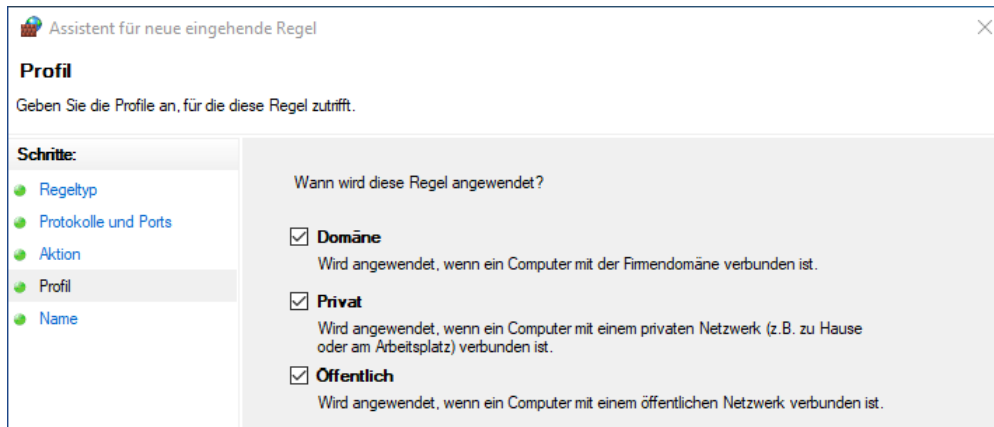 Assistent für neue eingehende Regel
Profil
Geben Sie die Profile an, für die diese Regel zutrifft.
Schritte:
Regeltyp
Protokolle und Ports
Aktion
Profil
Name
Wann wird diese Regel angewendet?
Domäne
Wird angewendet, wenn ein Computer mit der Firmendomäne verbunden ist.
Privat
Wird angewendet, wenn ein Computer mit einem privaten Netzwerk (z.B. zu Hause
oder am Arbeitsplatz) verbunden ist.
Öffentlich
Wird angewendet, wenn ein Computer mit einem öffentlichen Netzwerk verbunden ist.